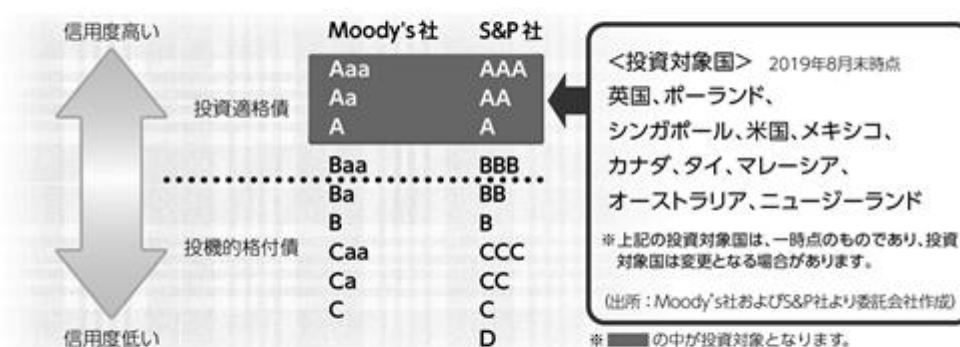 信用度高い
Moody's社 S&P社
Aaa AAA
Aa AA
A A
投資適格債
Baa BBB
Ba BB
B B
投機的格付債
Caa CCC
Ca CC
C C
D
信用度低い
<投資対象国> 2019年8月末時点
英国、ポーランド、
シンガポール、米国、メキシコ、
カナダ、タイ、マレーシア、
オーストラリア、ニュージーランド
※上記の投資対象国は、一時点のものであり、投資
対象国は変更となる場合があります。
(出所：Moody's社およびS&P社より委託会社作成)
※ の中が投資対象となります。